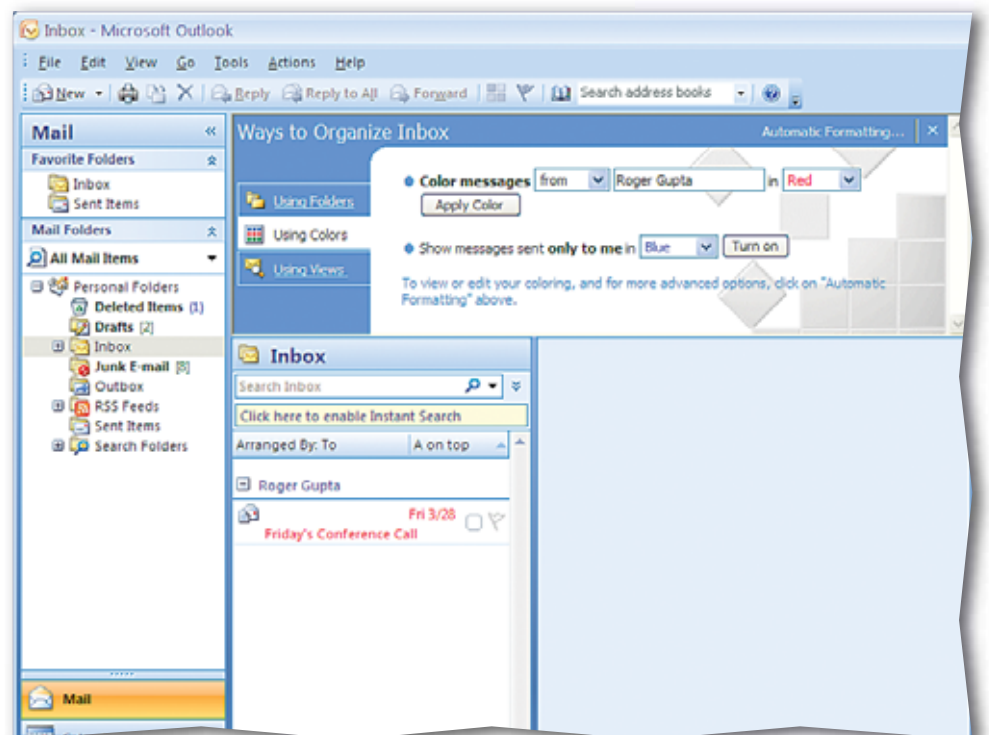 Inbox - Microsoft Outlook
File Edit View Go Tools Actions Help
New Reply Reply to All Forward Search address books
Mail «
Favorite Folders
Inbox
Sent Items
Mail Folders
All Mail Items
Personal Folders
Deleted Items (1)
Drafts [2]
Inbox
Junk E-mail [8]
Outbox
RSS Feeds
Sent Items
Search Folders
Mail
Ways to Organize Inbox Automatic Formatting...
Using Folders
Using Colors
Using Views
Color messages from Roger Gupta in Red
Apply Color
Show messages sent only to me in Blue Turn on
To view or edit your coloring, and for more advanced options, click on "Automatic
Formatting" above.
Inbox
Search Inbox
Click here to enable Instant Search
Arranged By: To A on top
Roger Gupta
Fri 3/28
Friday's Conference Call